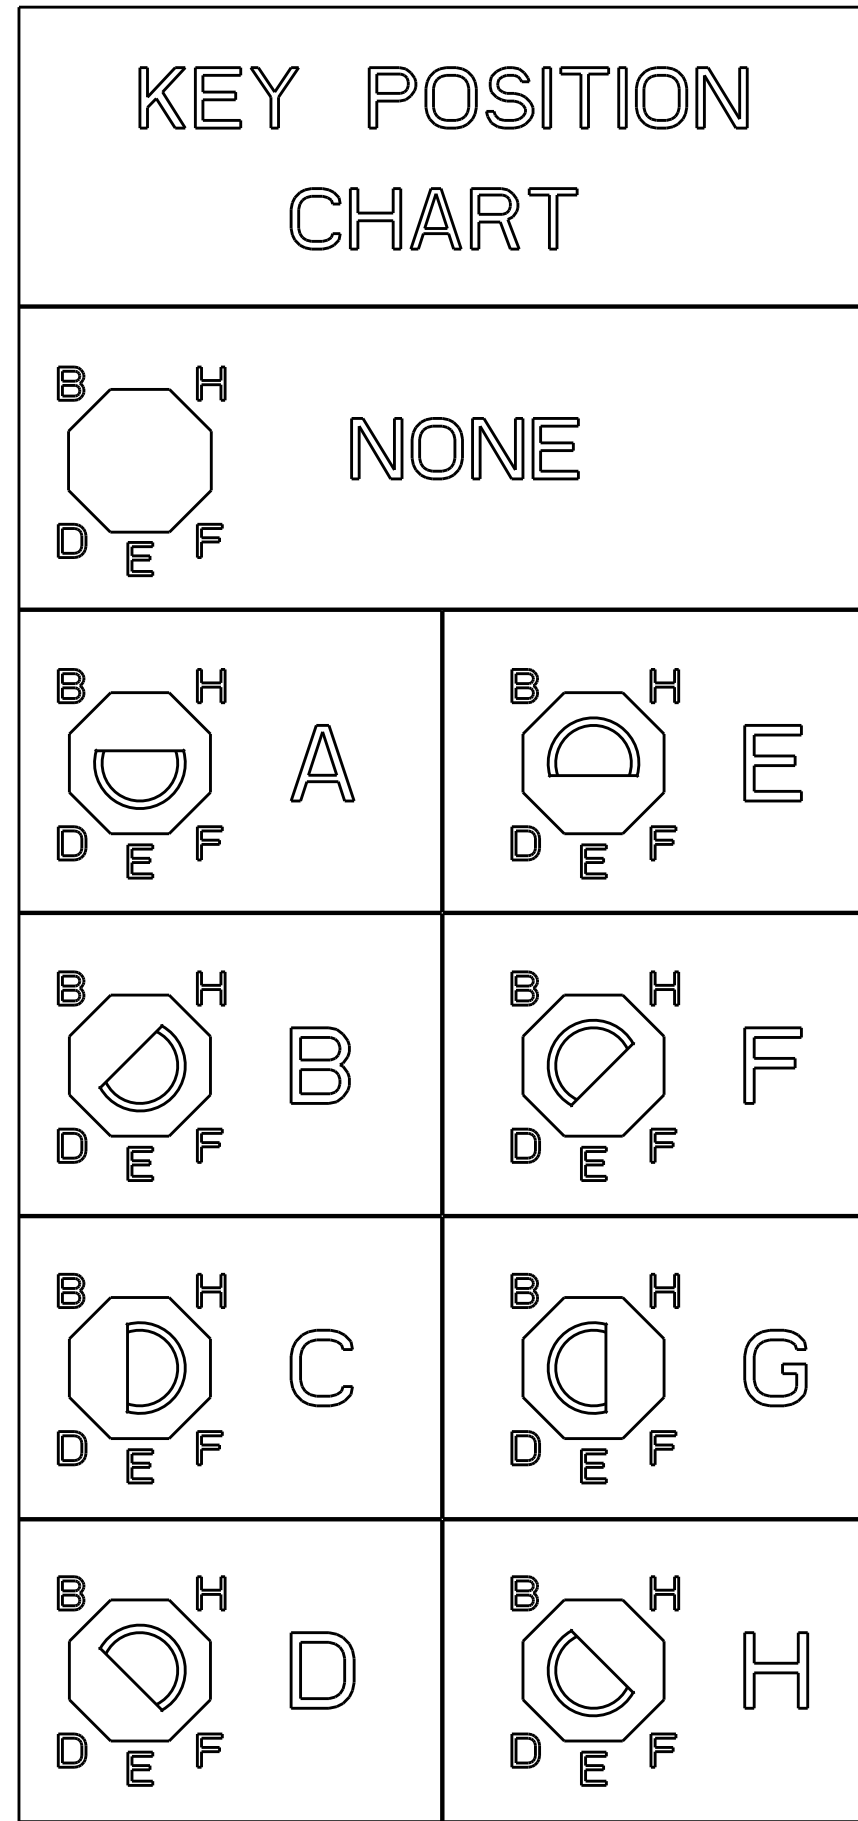 KEY POSITION
CHART
B H
NONE
D E F
B H B H
A E
D E F D E F
B H B H
B F
D E F D E F
B H B H
C G
D E F D E F
B H B H
D H
D E F D E F